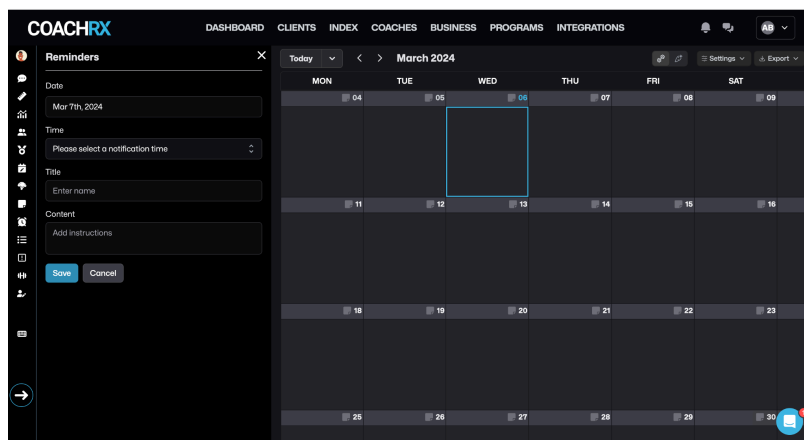 COACHRX
DASHBOARD CLIENTS INDEX COACHES BUSINESS PROGRAMS INTEGRATIONS
AB
Reminders
Date
Mar 7th, 2024
Time
Please select a notification time
Title
Enter name
Content
Add instructions
Save Cancel
Today March 2024 Settings Export
MON TUE WED THU FRI SAT
04 05 06 07 08 09
11 12 13 14 15 16
18 19 20 21 22 23
25 26 27 28 29 30